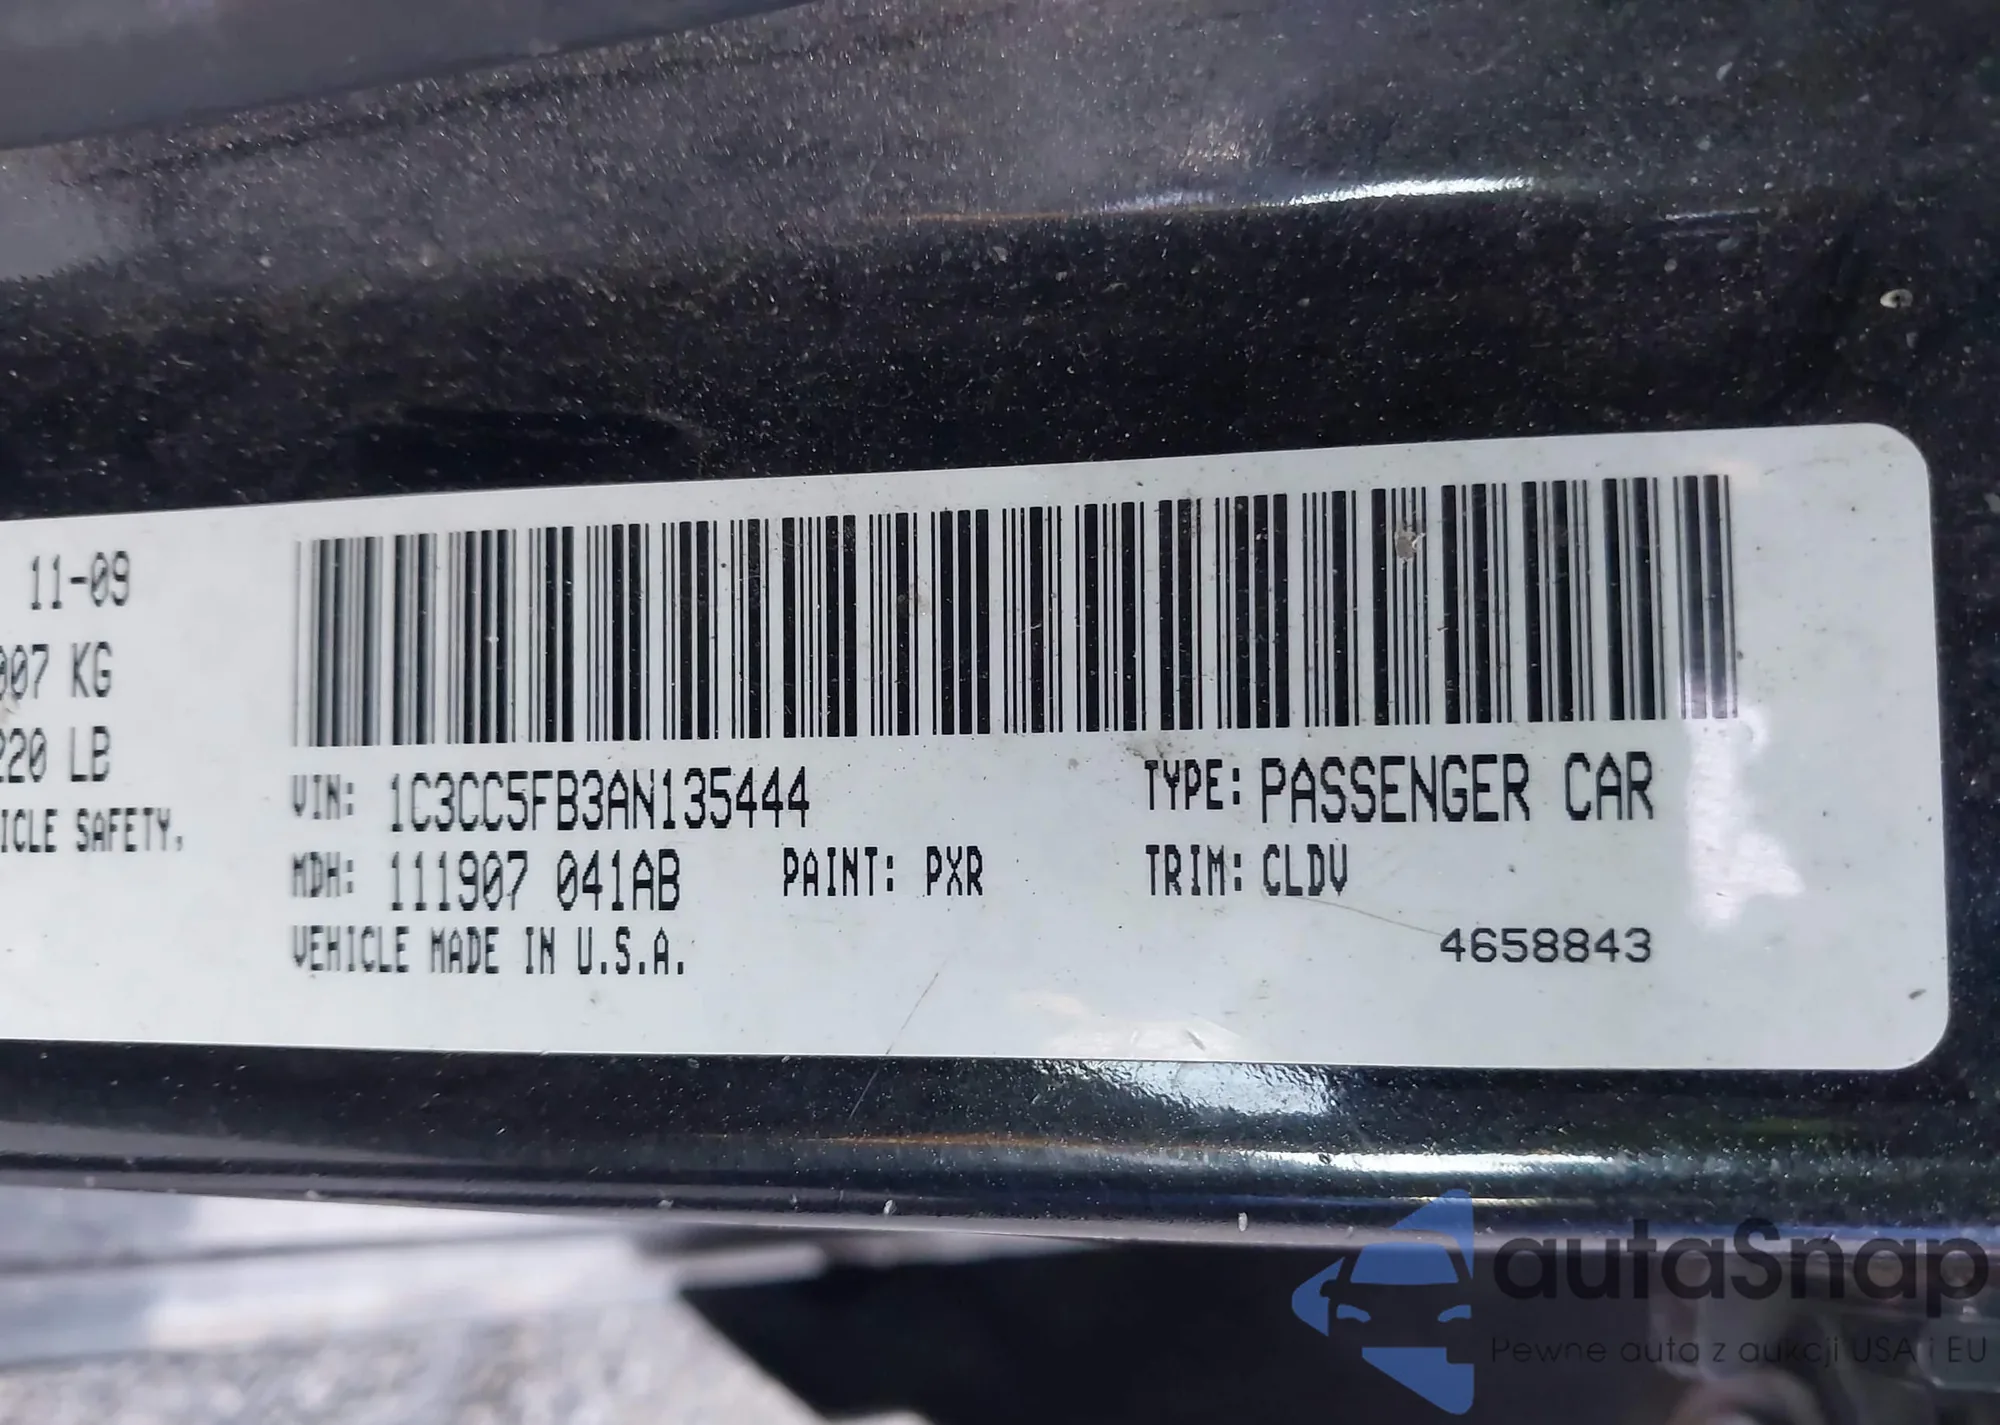 11-09
007 KG
220 LB
ICLE SAFETY,
VIN: 1C3CC5FB3AN135444
TYPE: PASSENGER CAR
MDH: 111907 041AB
PAINT: PXR
TRIM: CLDV
VEHICLE MADE IN U.S.A.
4658843
autaSnap
Pewne auta z aukcji USA i EU